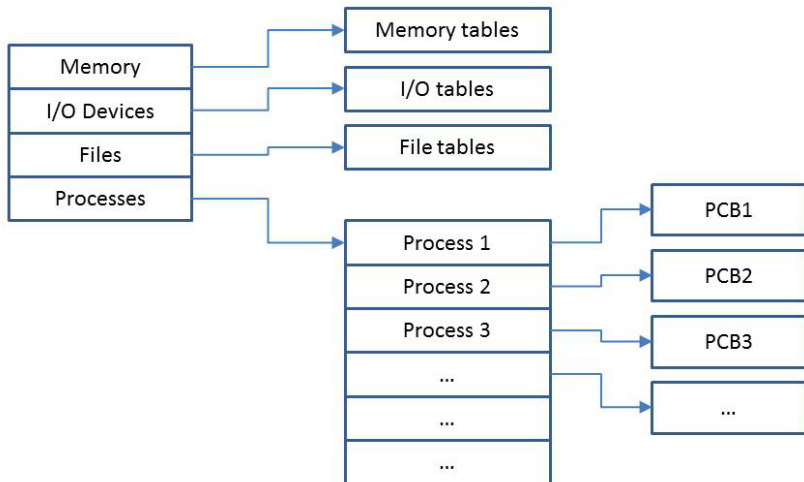 Memory tables
Memory
I/O Devices
I/O tables
Files
File tables
Processes
Process 1
PCB1
Process 2
PCB2
Process 3
PCB3
...
...
...
...